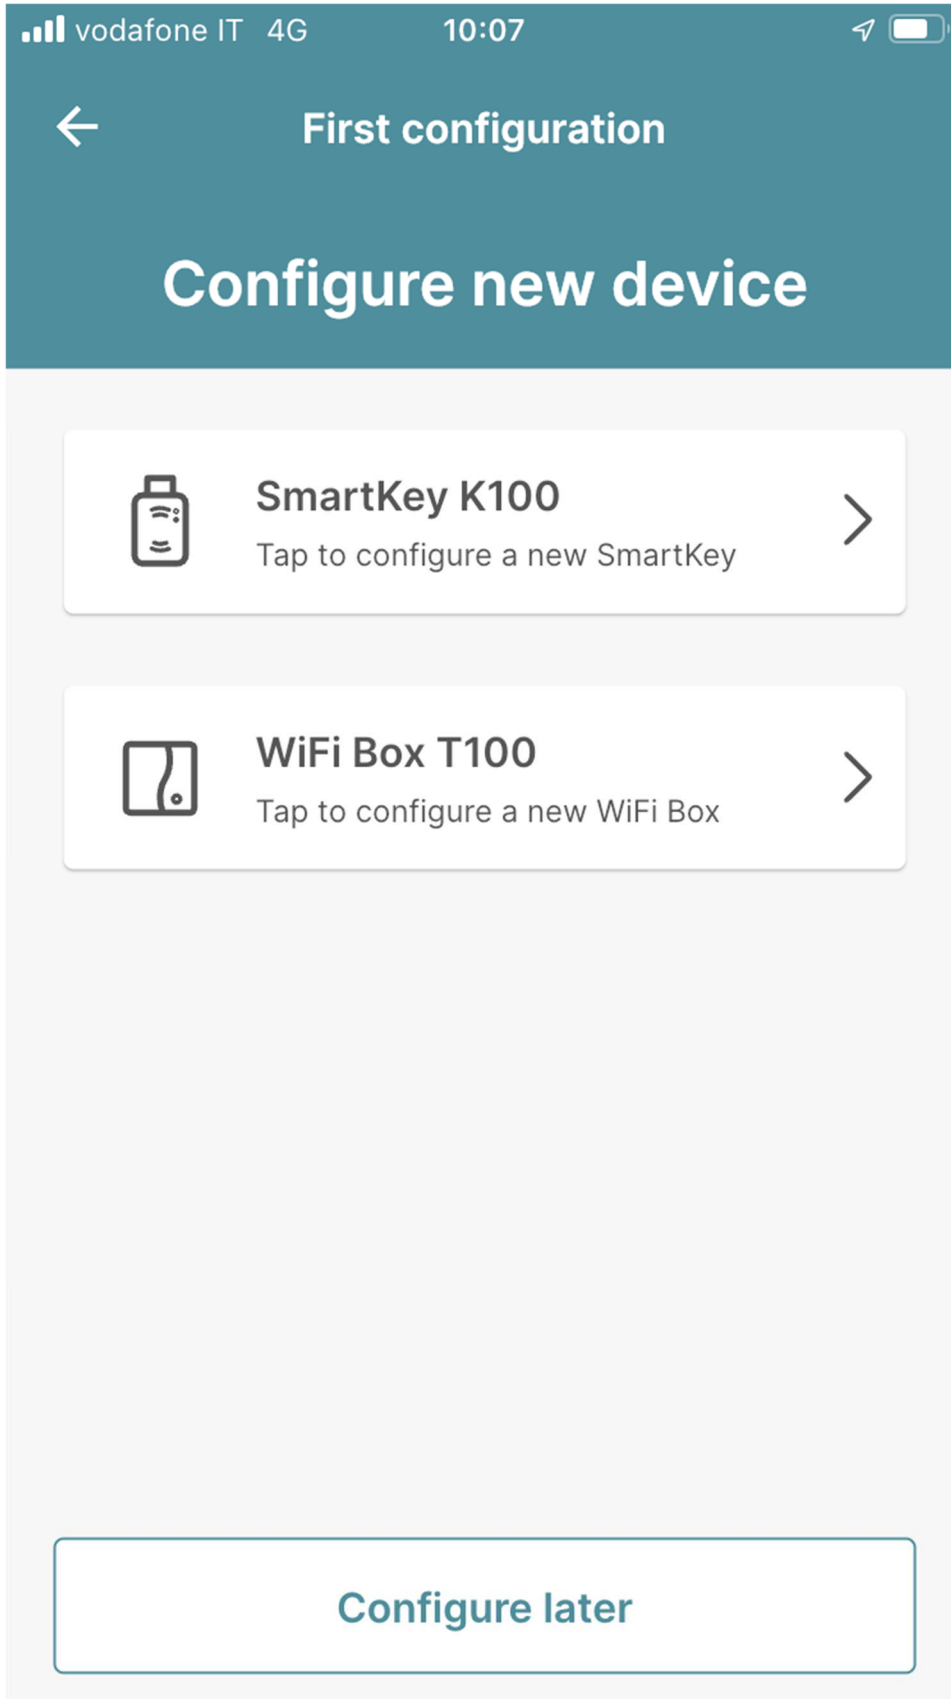 vodafone IT 4G 10:07
First configuration
Configure new device
SmartKey K100
Tap to configure a new SmartKey
WiFi Box T100
Tap to configure a new WiFi Box
Configure later